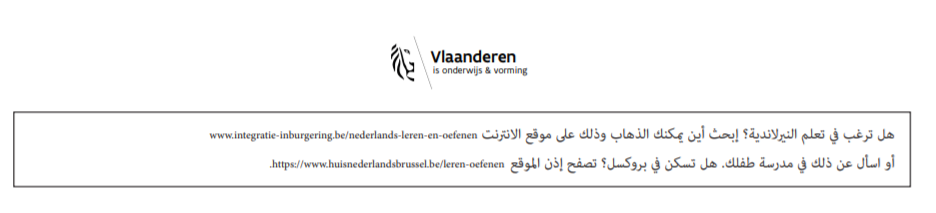 Vlaanderen
is onderwijs & vorming
هل ترغب في تعلم النيرلاندية؟ إبحث أين يمكنك الذهاب وذلك على موقع الانترنت www.integratie-inburgering.be/nederlands-leren-en-oefenen
أو اسأل عن ذلك في مدرسة طفلك. هل تسكن في بروكسل؟ تصفح إذن الموقع https://www.huisnederlandsbrussel.be/leren-oefenen.